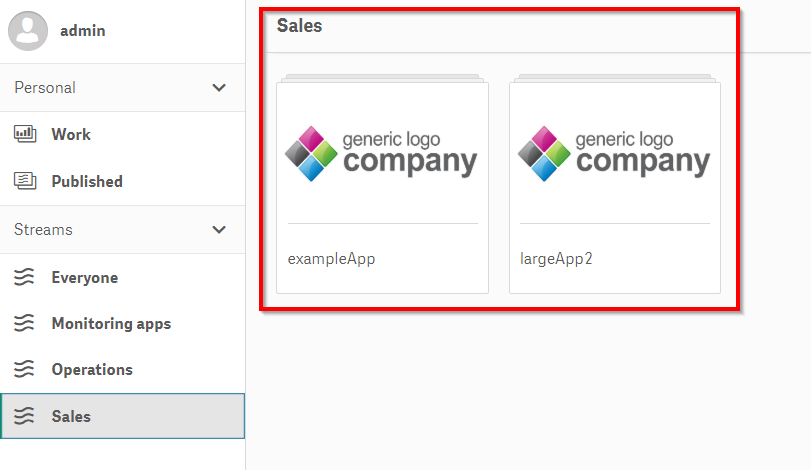 admin
Personal
Work
Published
Streams
Everyone
Monitoring apps
Operations
Sales
Sales
generic logo
company
exampleApp
generic logo
company
largeApp2